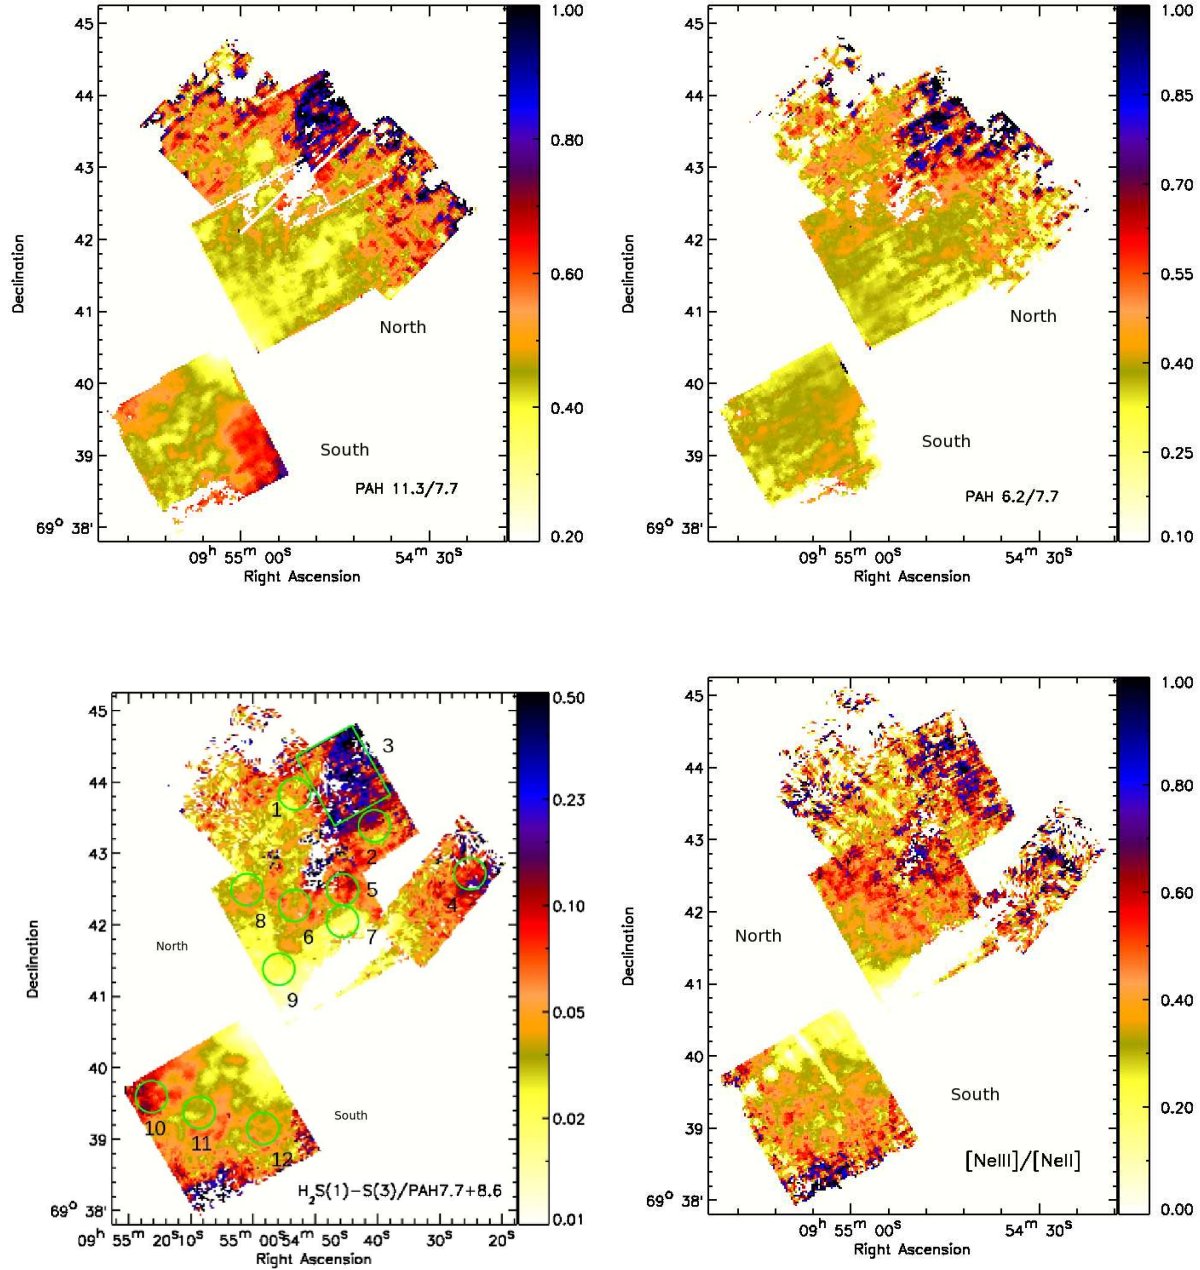 45
44
43
42
41
40
39
69° 38'
Declination
North
South
PAH 11.3/7.7
09ʰ 55ᵐ 00ˢ
54ᵐ 30ˢ
Right Ascension
1.00
0.80
0.60
0.40
0.20
45
44
43
42
41
40
39
69° 38'
Declination
North
South
PAH 6.2/7.7
09ʰ 55ᵐ 00ˢ
54ᵐ 30ˢ
Right Ascension
1.00
0.85
0.70
0.55
0.40
0.25
0.10
45
44
43
42
41
40
39
69° 38'
Declination
1
2
3
4
5
6
7
8
9
10
11
12
North
South
H₂S(1)−S(3)/PAH7.7+8.6
09ʰ 55ᵐ 20ˢ10ˢ 55ᵐ 00ˢ 54ᵐ 50ˢ 40ˢ 30ˢ 20ˢ
Right Ascension
0.50
0.23
0.10
0.05
0.02
0.01
45
44
43
42
41
40
39
69° 38'
Declination
North
South
[NeIII]/[NeII]
09ʰ 55ᵐ 00ˢ
54ᵐ 30ˢ
Right Ascension
1.00
0.80
0.60
0.40
0.20
0.00